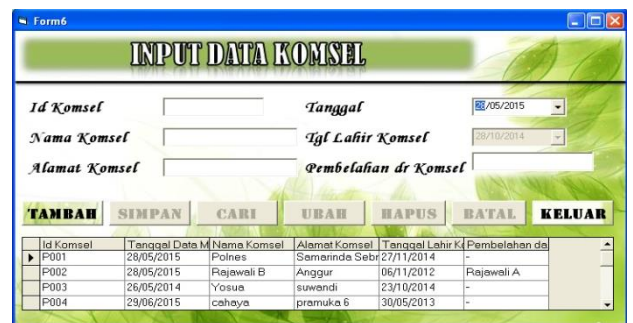 Form6
INPUT DATA KOMSEL
Id Komsel Tanggal 28/05/2015
Nama Komsel Tgl Lahir Komsel 28/10/2014
Alamat Komsel Pembelahan dr Komsel
TAMBAH SIMPAN CARI UBAH HAPUS BATAL KELUAR
Id Komsel Tanggal Data M Nama Komsel Alamat Komsel Tanggal Lahir Ko Pembelahan da
P001 28/05/2015 Polnes Samarinda Sebr 27/11/2014 -
P002 28/05/2015 Rajawali B Anggur 06/11/2012 Rajawali A
P003 26/05/2014 Yosua suwandi 23/10/2014 -
P004 29/06/2015 cahaya pramuka 6 30/05/2013 -